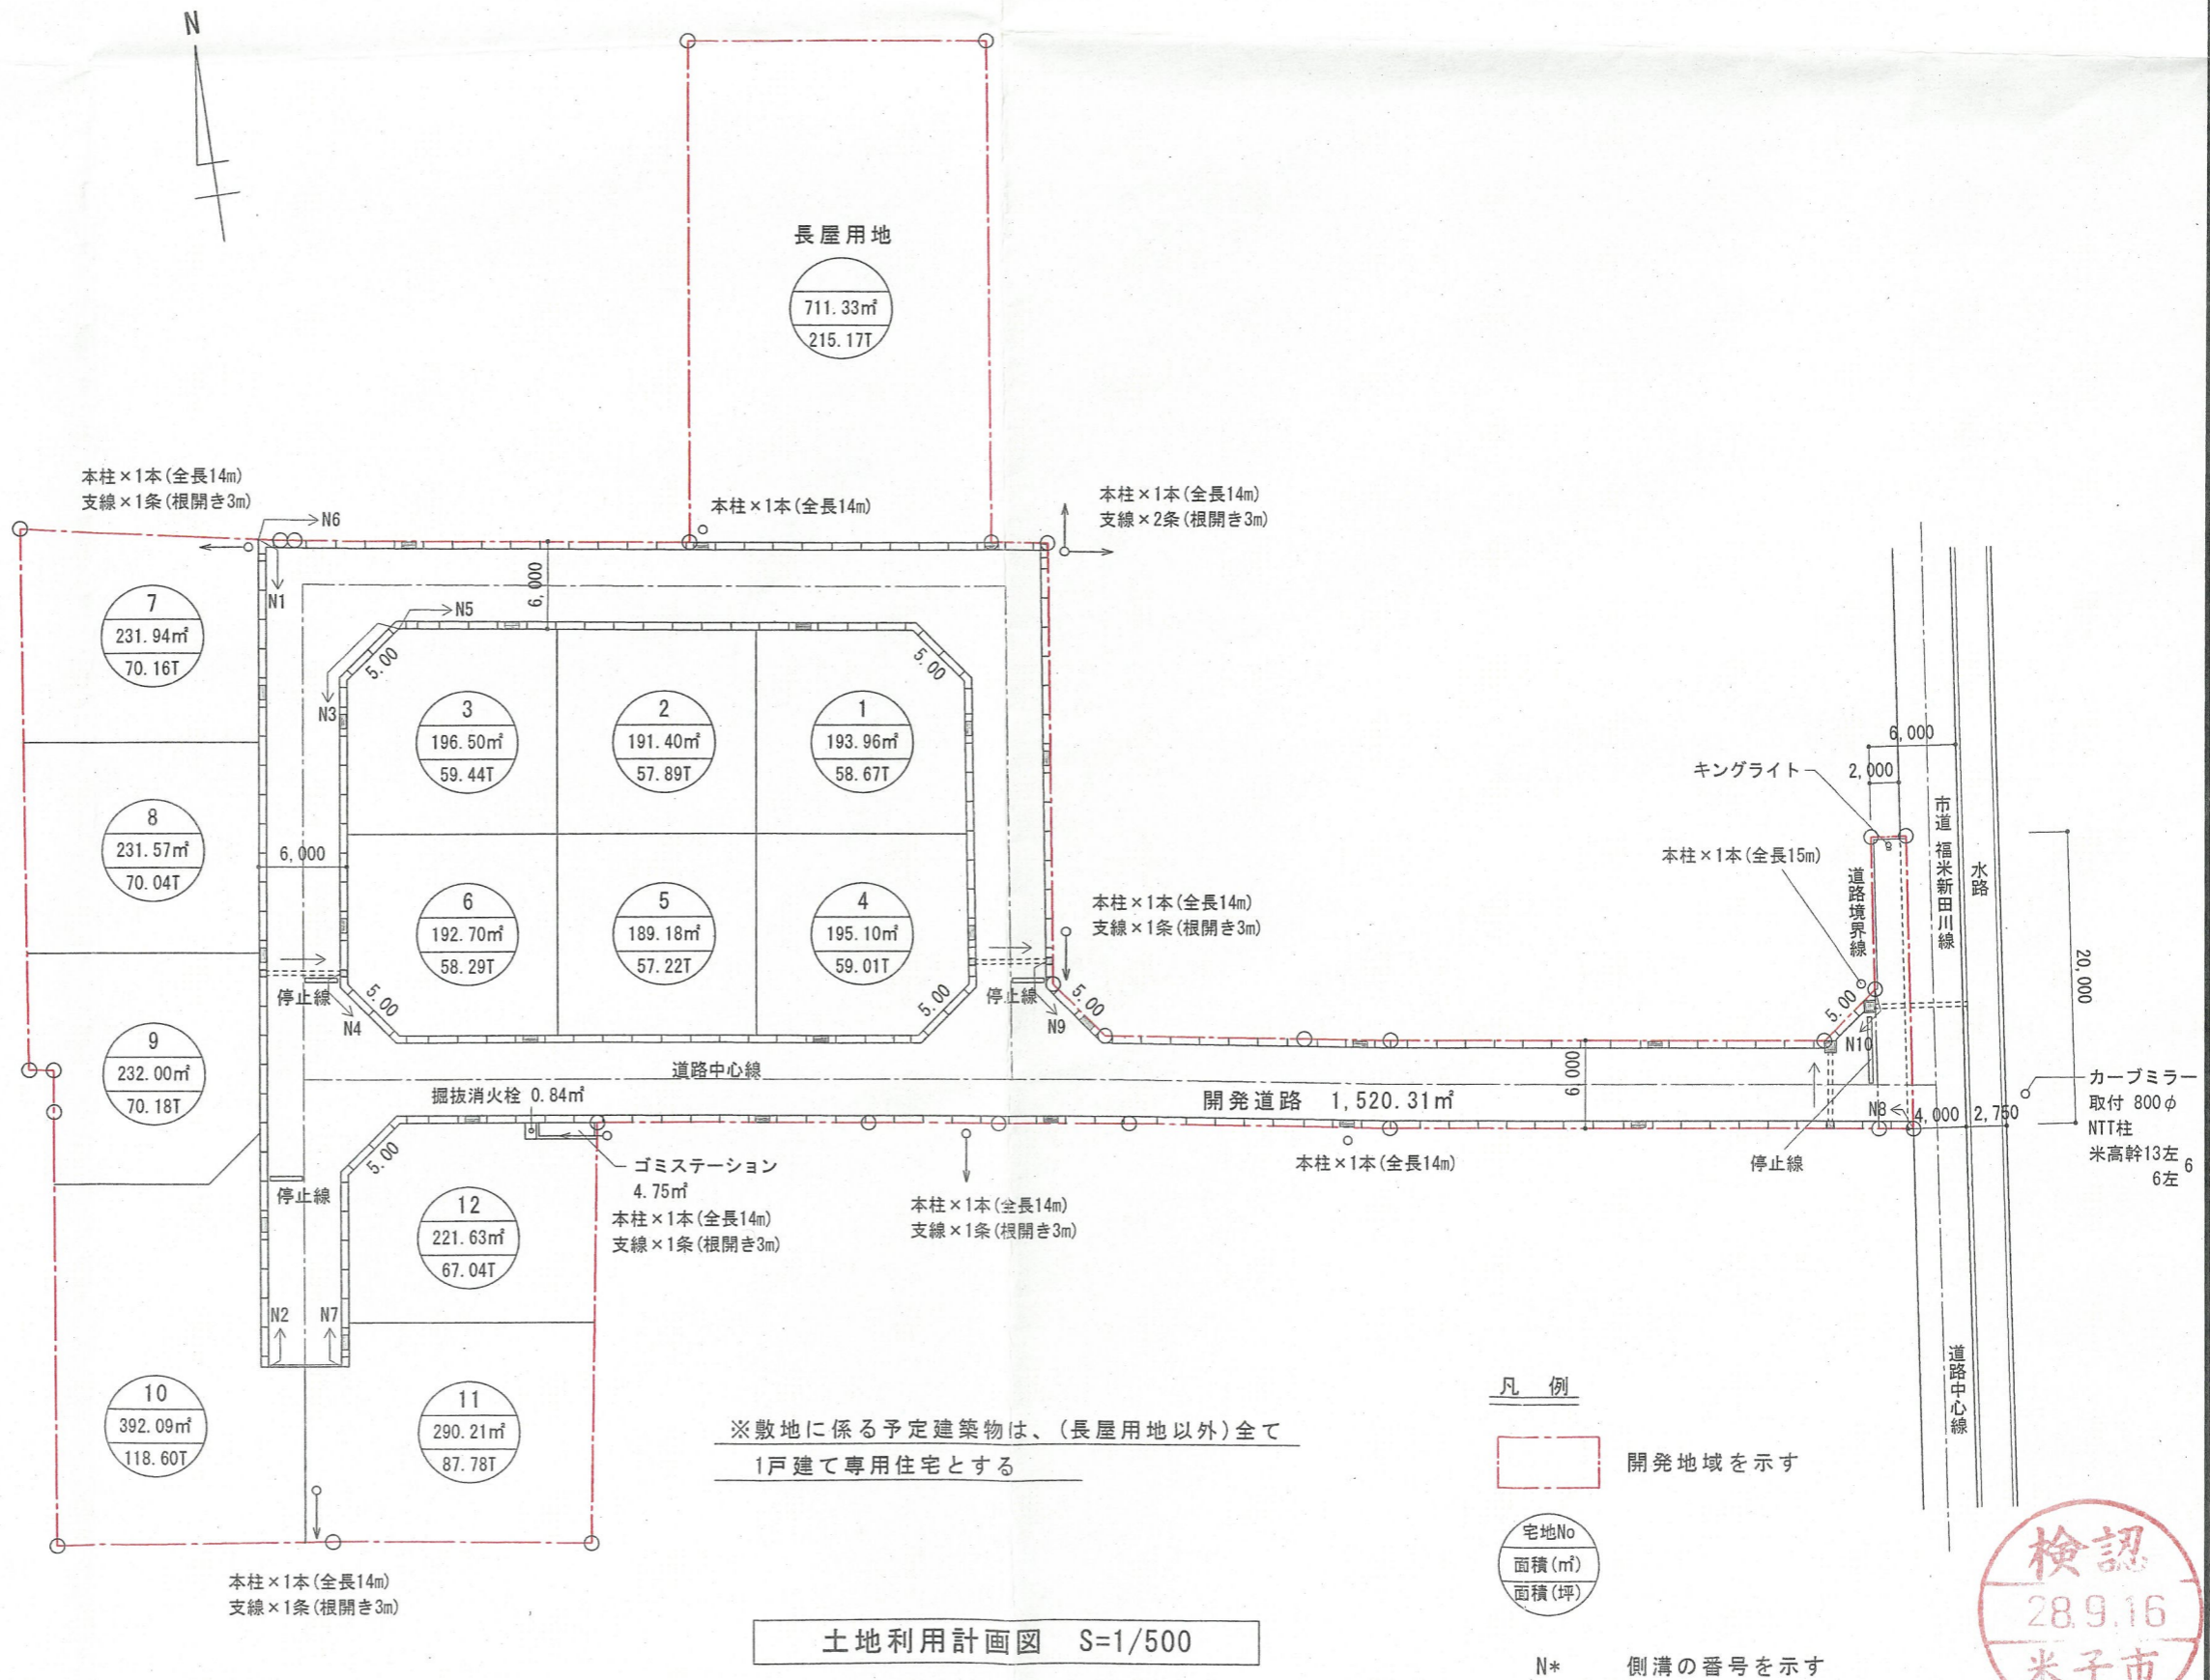 N
長屋用地
711.33㎡
215.17T
本柱×1本(全長14m)
支線×1条(根開き3m)
本柱×1本(全長14m)
本柱×1本(全長14m)
支線×2条(根開き3m)
N6
N1
6,000
N5
5.00
5.00
N3
7
231.94㎡
70.16T
3
196.50㎡
59.44T
2
191.40㎡
57.89T
1
193.96㎡
58.67T
8
231.57㎡
70.04T
6,000
6
192.70㎡
58.29T
5
189.18㎡
57.22T
4
195.10㎡
59.01T
本柱×1本(全長14m)
支線×1条(根開き3m)
停止線
N4
5.00
5.00
停止線
N9
5.00
9
232.00㎡
70.18T
道路中心線
掘抜消火栓 0.84㎡
開発道路 1,520.31㎡
6,000
キングライト
6,000
2,000
本柱×1本(全長15m)
道路境界線
市道 福米新田川線
水路
20,000
5.00
N10
N8
4,000
2,750
カーブミラー
取付 800φ
NTT柱
米高幹13左
6左
6
停止線
5.00
停止線
ゴミステーション
4.75㎡
本柱×1本(全長14m)
支線×1条(根開き3m)
本柱×1本(全長14m)
支線×1条(根開き3m)
本柱×1本(全長14m)
12
221.63㎡
67.04T
N2
N7
10
392.09㎡
118.60T
11
290.21㎡
87.78T
本柱×1本(全長14m)
支線×1条(根開き3m)
※敷地に係る予定建築物は、(長屋用地以外)全て
1戸建て専用住宅とする
道路中心線
凡 例
開発地域を示す
宅地No
面積(㎡)
面積(坪)
N* 側溝の番号を示す
土地利用計画図 S=1/500
検認
28.9.16
米子市